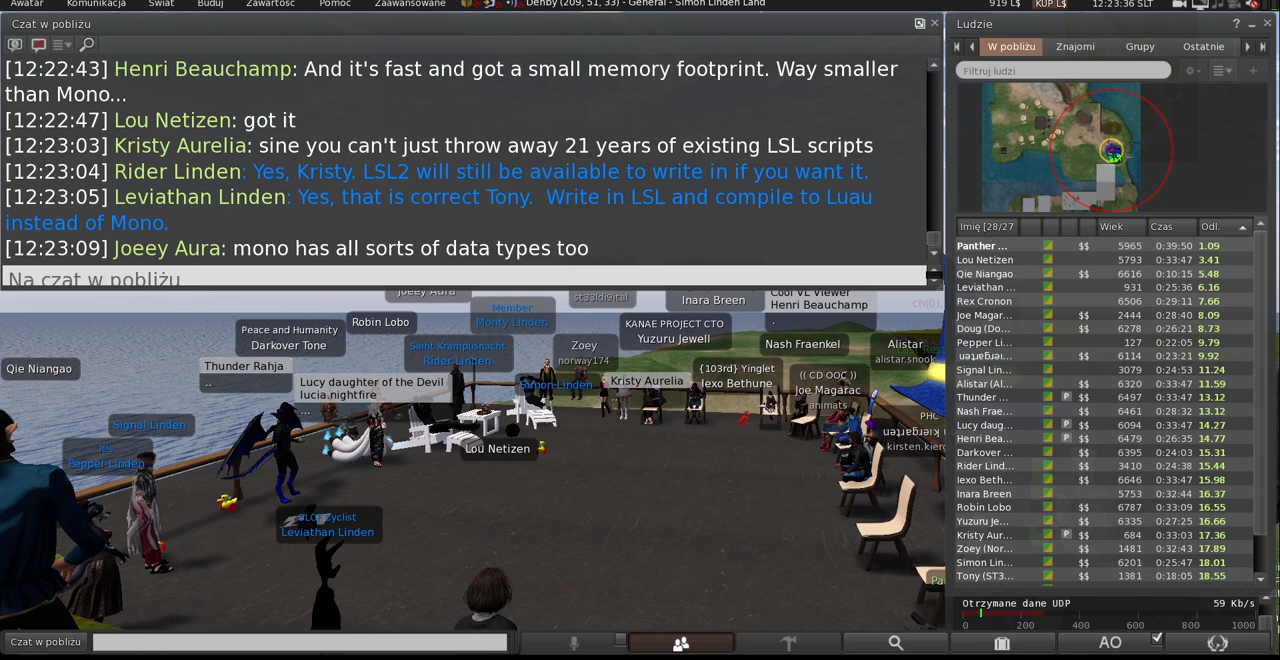 Awatar Komunikacja Świat Buduj Zawartość Pomoc Zaawansowane Denby (209, 51, 33) - General - Simon Linden Land 919 L$ KUP L$ 12:23:36 SLT
Czat w pobliżu
[12:22:43] Henri Beauchamp: And it's fast and got a small memory footprint. Way smaller
than Mono...
[12:22:47] Lou Netizen: got it
[12:23:03] Kristy Aurelia: sine you can't just throw away 21 years of existing LSL scripts
[12:23:04] Rider Linden: Yes, Kristy. LSL2 will still be available to write in if you want it.
[12:23:05] Leviathan Linden: Yes, that is correct Tony.  Write in LSL and compile to Luau
instead of Mono.
[12:23:09] Joeey Aura: mono has all sorts of data types too
Na czat w pobliżu
Joeey Aura
Member
Monty Linden
st33ldi9ital
Inara Breen
Cool VL Viewer
Henri Beauchamp
.
Peace and Humanity
Darkover Tone
Robin Lobo
Saint Krampusnacht
Rider Linden
Zoey
norway174
KANAE PROJECT CTO
Yuzuru Jewell
Nash Fraenkel
Alistar
alistair.snook
Qie Niangao
Thunder Rahja
..
Lucy daughter of the Devil
lucia.nightfire
...
Simon Linden
Kristy Aurelia
{103rd} Yinglet
Iexo Bethune
(( CD OOC ))
Joe Magarac
animats
Signal Linden
It's
Pepper Linden
Lou Netizen
kirsten.kierg
SLOG Cyclist
Leviathan Linden
Czat w pobliżu
Ludzie
W pobliżu Znajomi Grupy Ostatnie
Filtruj ludzi
Imię [28/27 Wiek Czas Odl.
Panther ... $$ 5965 0:39:50 1.09
Lou Netizen 5793 0:33:47 3.41
Qie Niangao $$ 6616 0:10:15 5.48
Leviathan ... 931 0:25:36 6.16
Rex Cronon 6506 0:29:11 7.66
Joe Magar... $$ 2444 0:28:40 8.09
Doug (Do... $$ 6278 0:26:21 8.73
Pepper Li... 127 0:22:05 9.79
$$ 6114 0:23:21 9.92
Signal Lin... 3079 0:24:53 11.24
Alistar (Al... $$ 6320 0:33:47 11.59
Thunder ... P $$ 6497 0:33:47 13.12
Nash Frae... $$ 6461 0:28:32 13.12
Lucy daug... P $$ 6094 0:33:47 14.27
Henri Bea... P $$ 6479 0:26:35 14.77
Darkover ... $$ 6395 0:24:03 15.31
Rider Lind... $$ 3410 0:24:38 15.44
Iexo Beth... $$ 6646 0:33:47 15.98
Inara Breen 5753 0:32:44 16.37
Robin Lobo $$ 6787 0:33:09 16.55
Yuzuru Je... $$ 6335 0:27:25 16.66
Kristy Aur... P $$ 684 0:33:03 17.36
Zoey (Nor... $$ 1481 0:32:43 17.89
Simon Lin... $$ 6201 0:25:47 18.01
Tony (ST3... $$ 1381 0:18:05 18.55
Otrzymane dane UDP 59 Kb/s
0 200 400 600 800 1000
AO